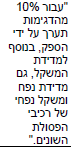 "עבור 10%
מהדגימות
תערך על ידי
הספק, בנוסף
למדידת
המשקל, גם
מדידת נפח
ומשקל נפחי
של רכיבי
הפסולת
השונים."